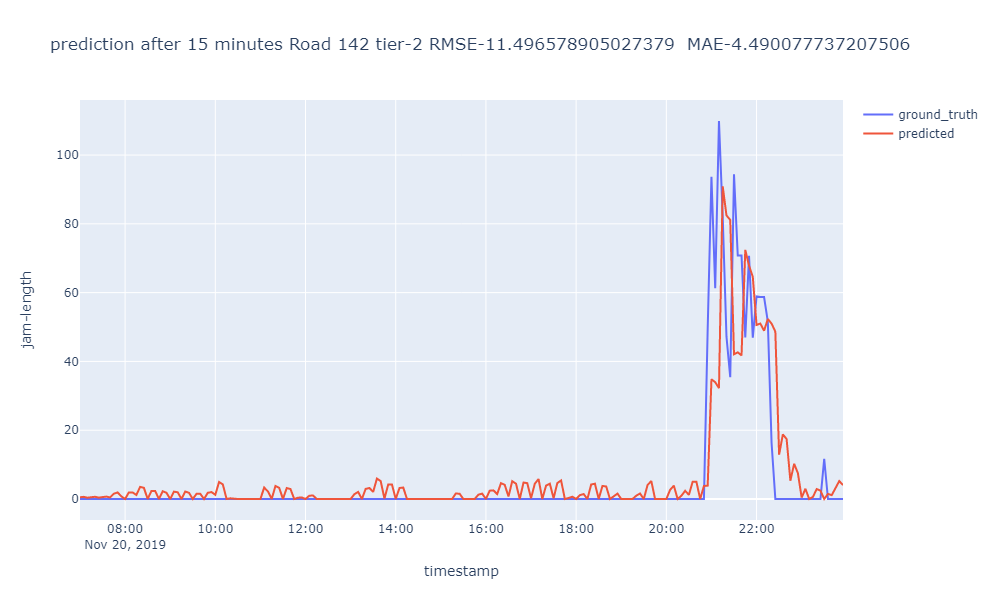 prediction after 15 minutes Road 142 tier-2 RMSE-11.496578905027379  MAE-4.490077737207506
ground_truth
predicted
jam-length
100
80
60
40
20
0
08:00 10:00 12:00 14:00 16:00 18:00 20:00 22:00
Nov 20, 2019
timestamp